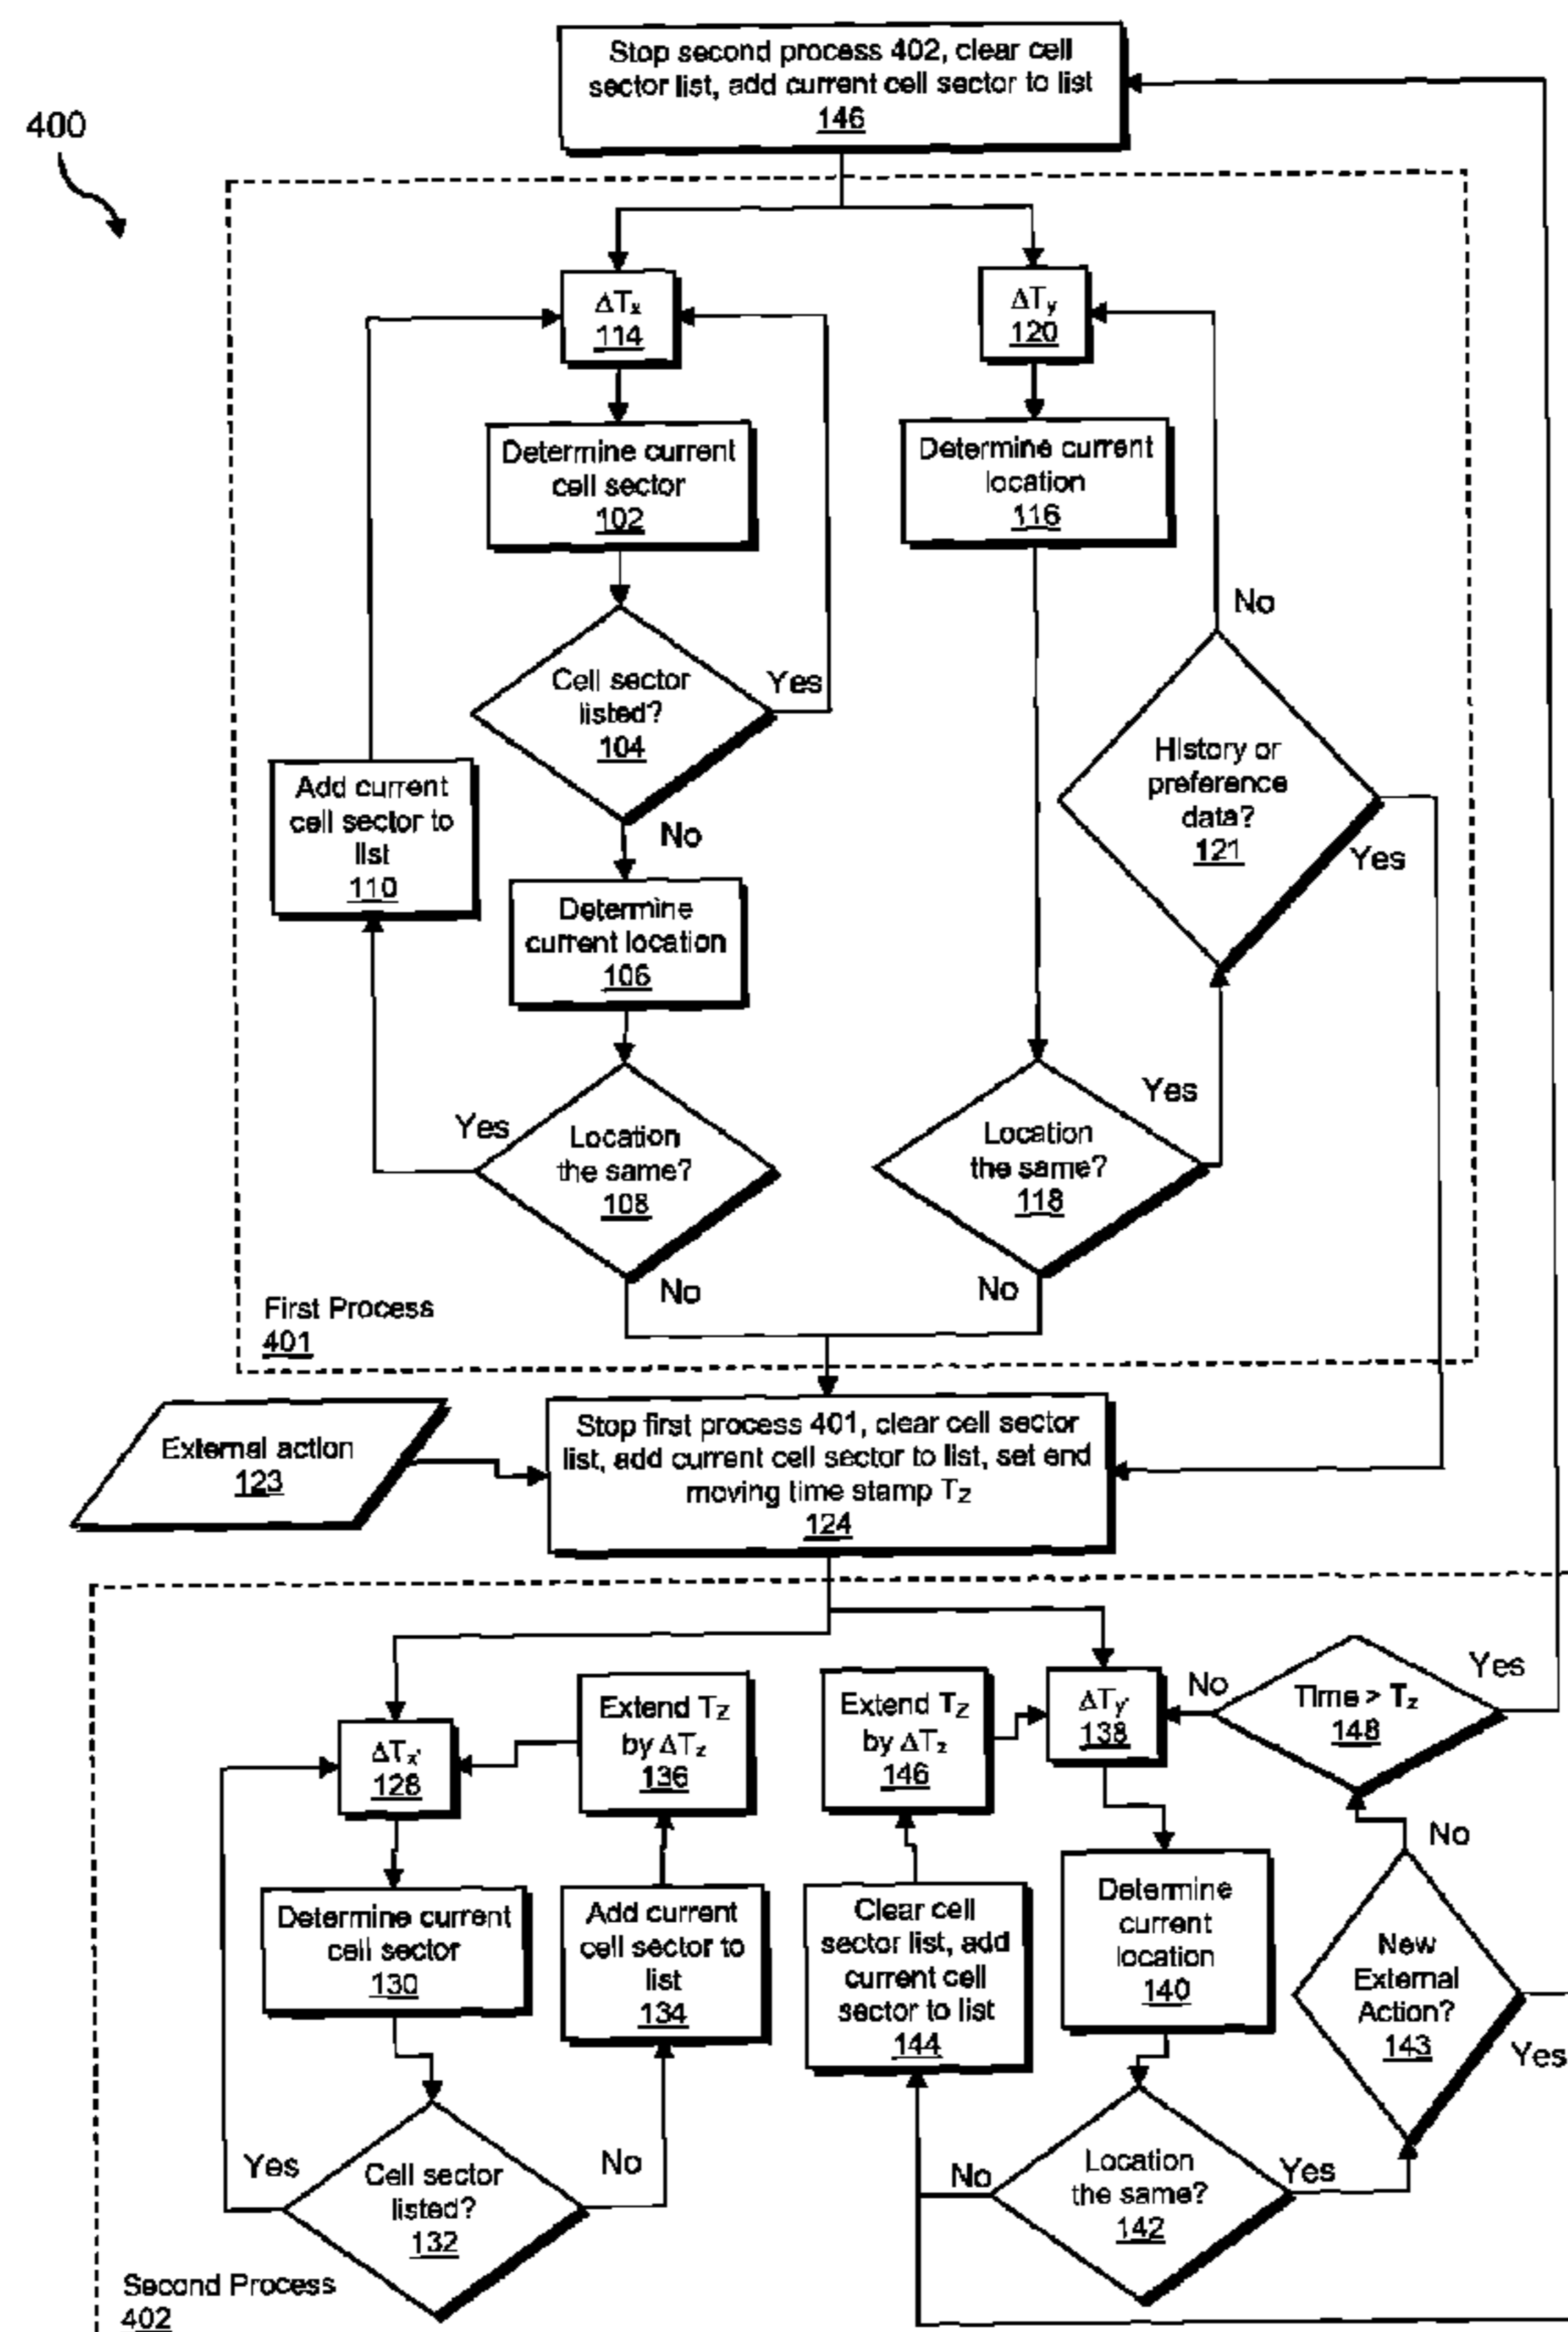 Stop second process 402, clear cell
sector list, add current cell sector to list
146
400
ΔTx
114
ΔTy
120
Determine current
cell sector
102
Determine current
location
116
No
Cell sector
listed?
104
Yes
History or
preference
data?
121
Yes
Add current
cell sector to
list
110
No
Determine
current location
106
Yes
Location
the same?
108
Yes
Location
the same?
118
No
No
First Process
401
External action
123
Stop first process 401, clear cell sector
list, add current cell sector to list, set end
moving time stamp TZ
124
Extend TZ
by ΔTz
136
Extend TZ
by ΔTz
146
ΔTy'
138
No
Time > Tz
148
Yes
ΔTx'
128
No
Determine current
cell sector
130
Add current
cell sector to
list
134
Clear cell
sector list, add
current cell
sector to list
144
Determine
current
location
140
New
External
Action?
143
Yes
Yes
Cell sector
listed?
132
No
No
Location
the same?
142
Yes
Second Process
402